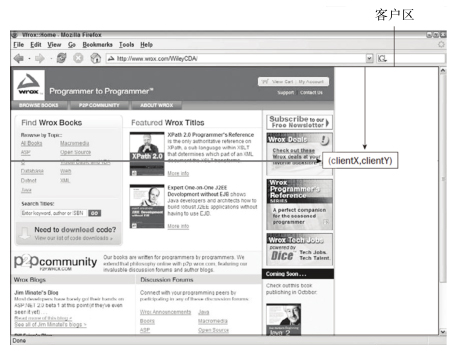 客户区
Wrox::Home - Mozilla Firefox
File Edit View Go Bookmarks Tools Help
http://www.wrox.com/WileyCDA/
wrox Programmer to Programmer™
View Cart | My Account
Support Contact Us
BROWSE BOOKS P2P COMMUNITY ABOUT WROX
Find Wrox Books
Browse by Topic:
All Books Macromedia
ASP Open Source
Database Web
Dotnet XML
Java
Search Titles:
Enter keyword, author or ISBN GO
Need to download code?
View our list of code downloads
Featured Wrox Titles
XPath 2.0
XPath 2.0 Programmer's Reference
is the only authoritative reference on
XPath, a sub-language within XSLT
that determines which part of an XML
More info
Expert One-on-One J2EE
Development without EJB shows
Java developers and architects how to
build robust J2EE applications without
having to use EJB.
More info
Subscribe to our
Free Newsletter
Wrox Deals
Check out these
Wrox deals at your
(clientX,clientY)
Wrox
Programmer's
Reference
SERIES
A perfect companion
for the seasoned
programmer
Wrox Tech Jobs
powered by
Dice Tech Jobs.
Tech Talent.
Coming Soon...
Check out this book
publishing in October.
Java 2
p2pcommunity
P2P.WROX.COM
Our books are written for programmers by programmers. We
extend that philosophy online with p2p.wrox.com, featuring our
invaluable discussion forums and author blogs.
Wrox Blogs
Jim Minatel's Blog
Most developers have barely got their hands on
ASP.NET 2.0 beta 1 at this point (if they've even
seen it yet)
Read more of this blog >
See all of Jim Minatel's blogs >
Discussion Forums
Connect with your programming peers by
participating in any of these discussion forums:
Wrox Announcements Java
Books Macromedia
ASP Open Source
Done